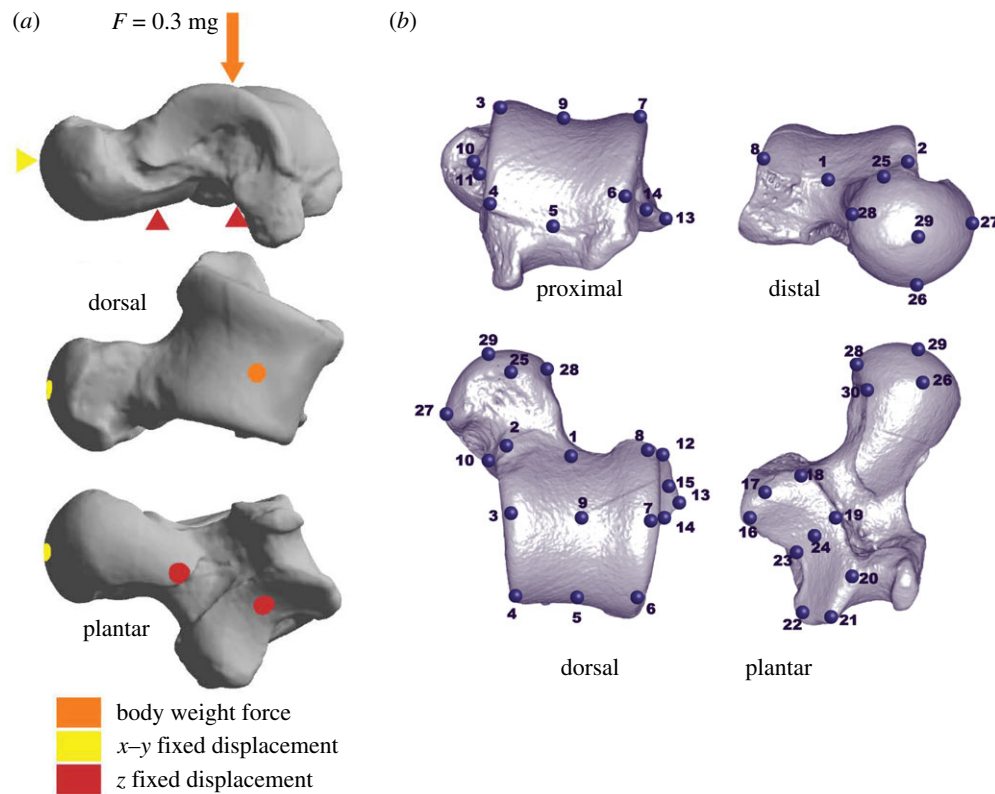 (a)
F = 0.3 mg
dorsal
plantar
body weight force
x–y fixed displacement
z fixed displacement
(b)
3 9 7
10
11
4 6 14
5 13
proximal
8 1 25 2
28 27
29
26
distal
29
25 28
27
2 1 8 12
10
15
3 9 7 13
14
4 5 6
dorsal
28 29
30 26
18
17
16 19
24
23
20
22 21
plantar